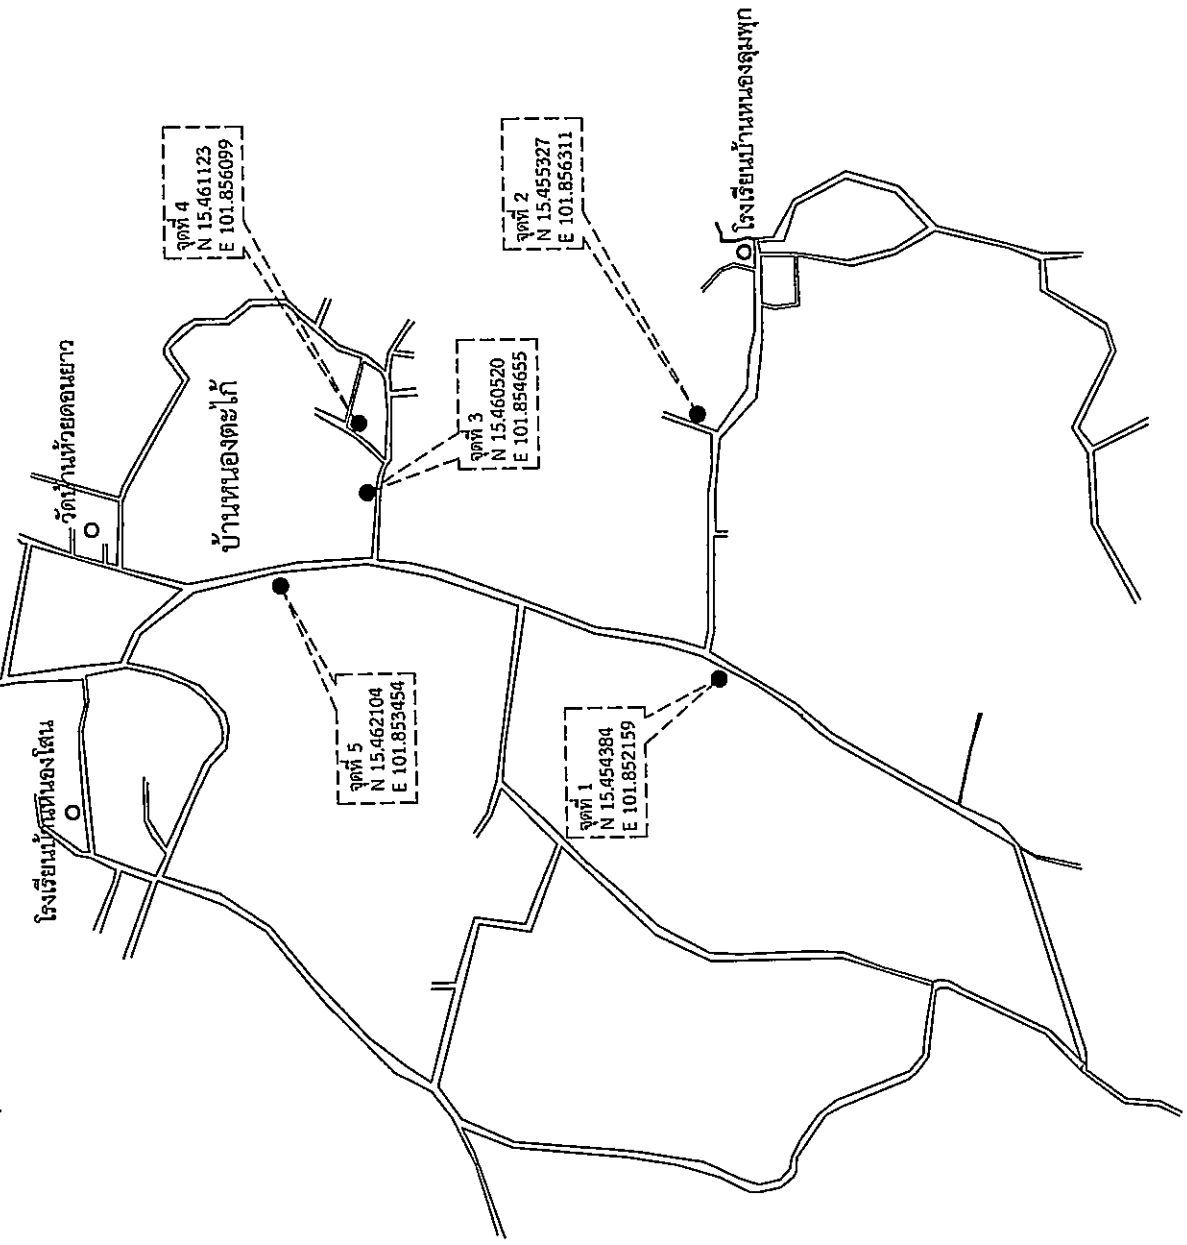 โรงเรียนบ้านหนองโสน
วัดบ้านห้วยดอนยาว
บ้านหนองตะไก้
จุดที่ 4
N 15.461123
E 101.856099
จุดที่ 5
N 15.462104
E 101.853454
จุดที่ 3
N 15.460520
E 101.854655
จุดที่ 2
N 15.455327
E 101.856311
จุดที่ 1
N 15.454384
E 101.852159
โรงเรียนบ้านหนองลุมพุก